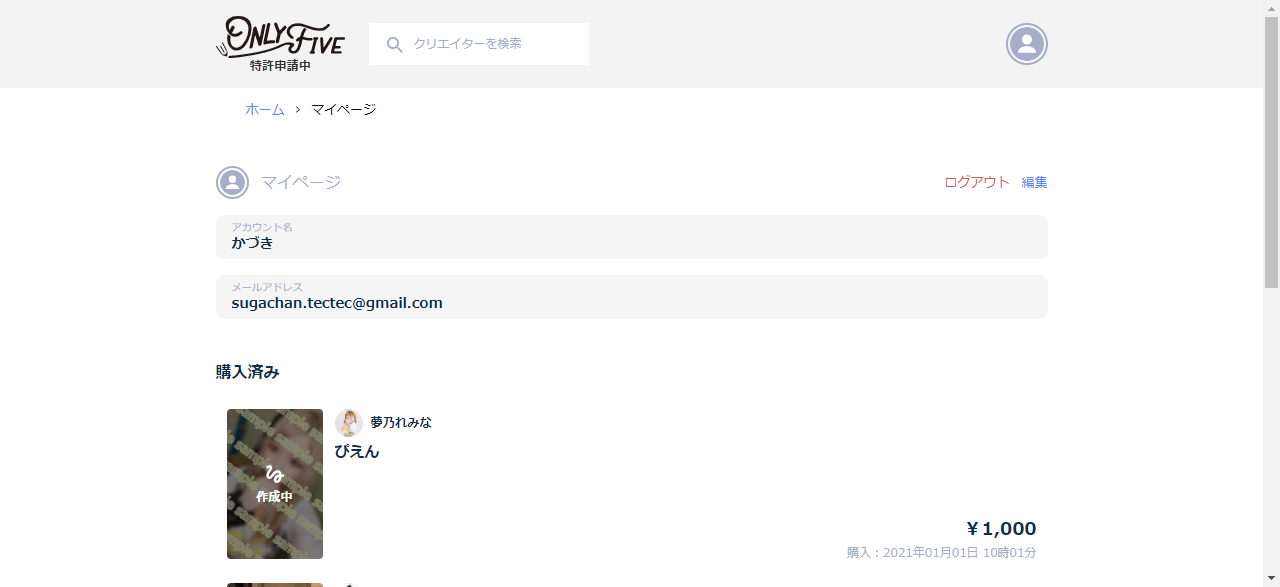 ONLY FIVE
特許申請中
クリエイターを検索
ホーム › マイページ
マイページ
ログアウト 編集
アカウント名
かづき
メールアドレス
sugachan.tectec@gmail.com
購入済み
夢乃れみな
ぴえん
sample sample sample
作成中
¥1,000
購入：2021年01月01日 10時01分